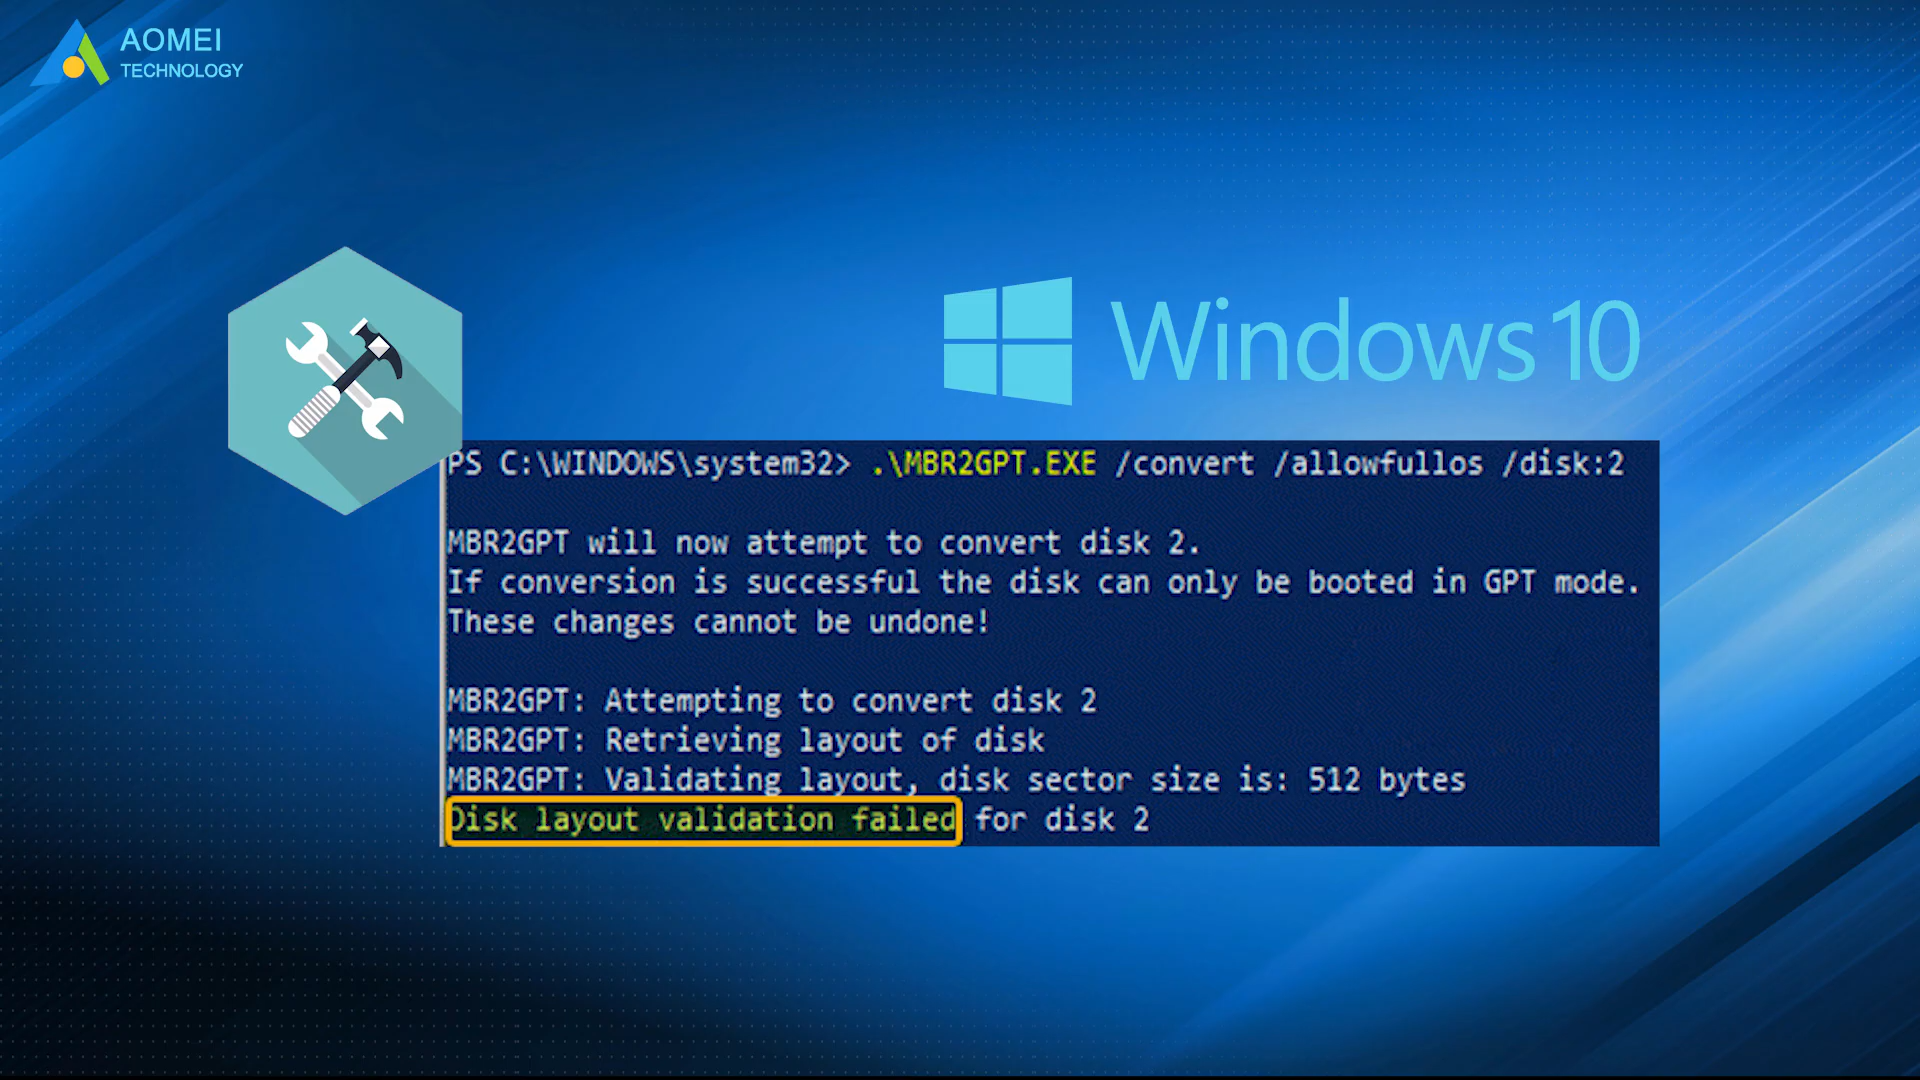 AOMEI
TECHNOLOGY
Windows 10
PS C:\WINDOWS\system32> .\MBR2GPT.EXE /convert /allowfullos /disk:2
MBR2GPT will now attempt to convert disk 2.
If conversion is successful the disk can only be booted in GPT mode.
These changes cannot be undone!
MBR2GPT: Attempting to convert disk 2
MBR2GPT: Retrieving layout of disk
MBR2GPT: Validating layout, disk sector size is: 512 bytes
Disk layout validation failed for disk 2